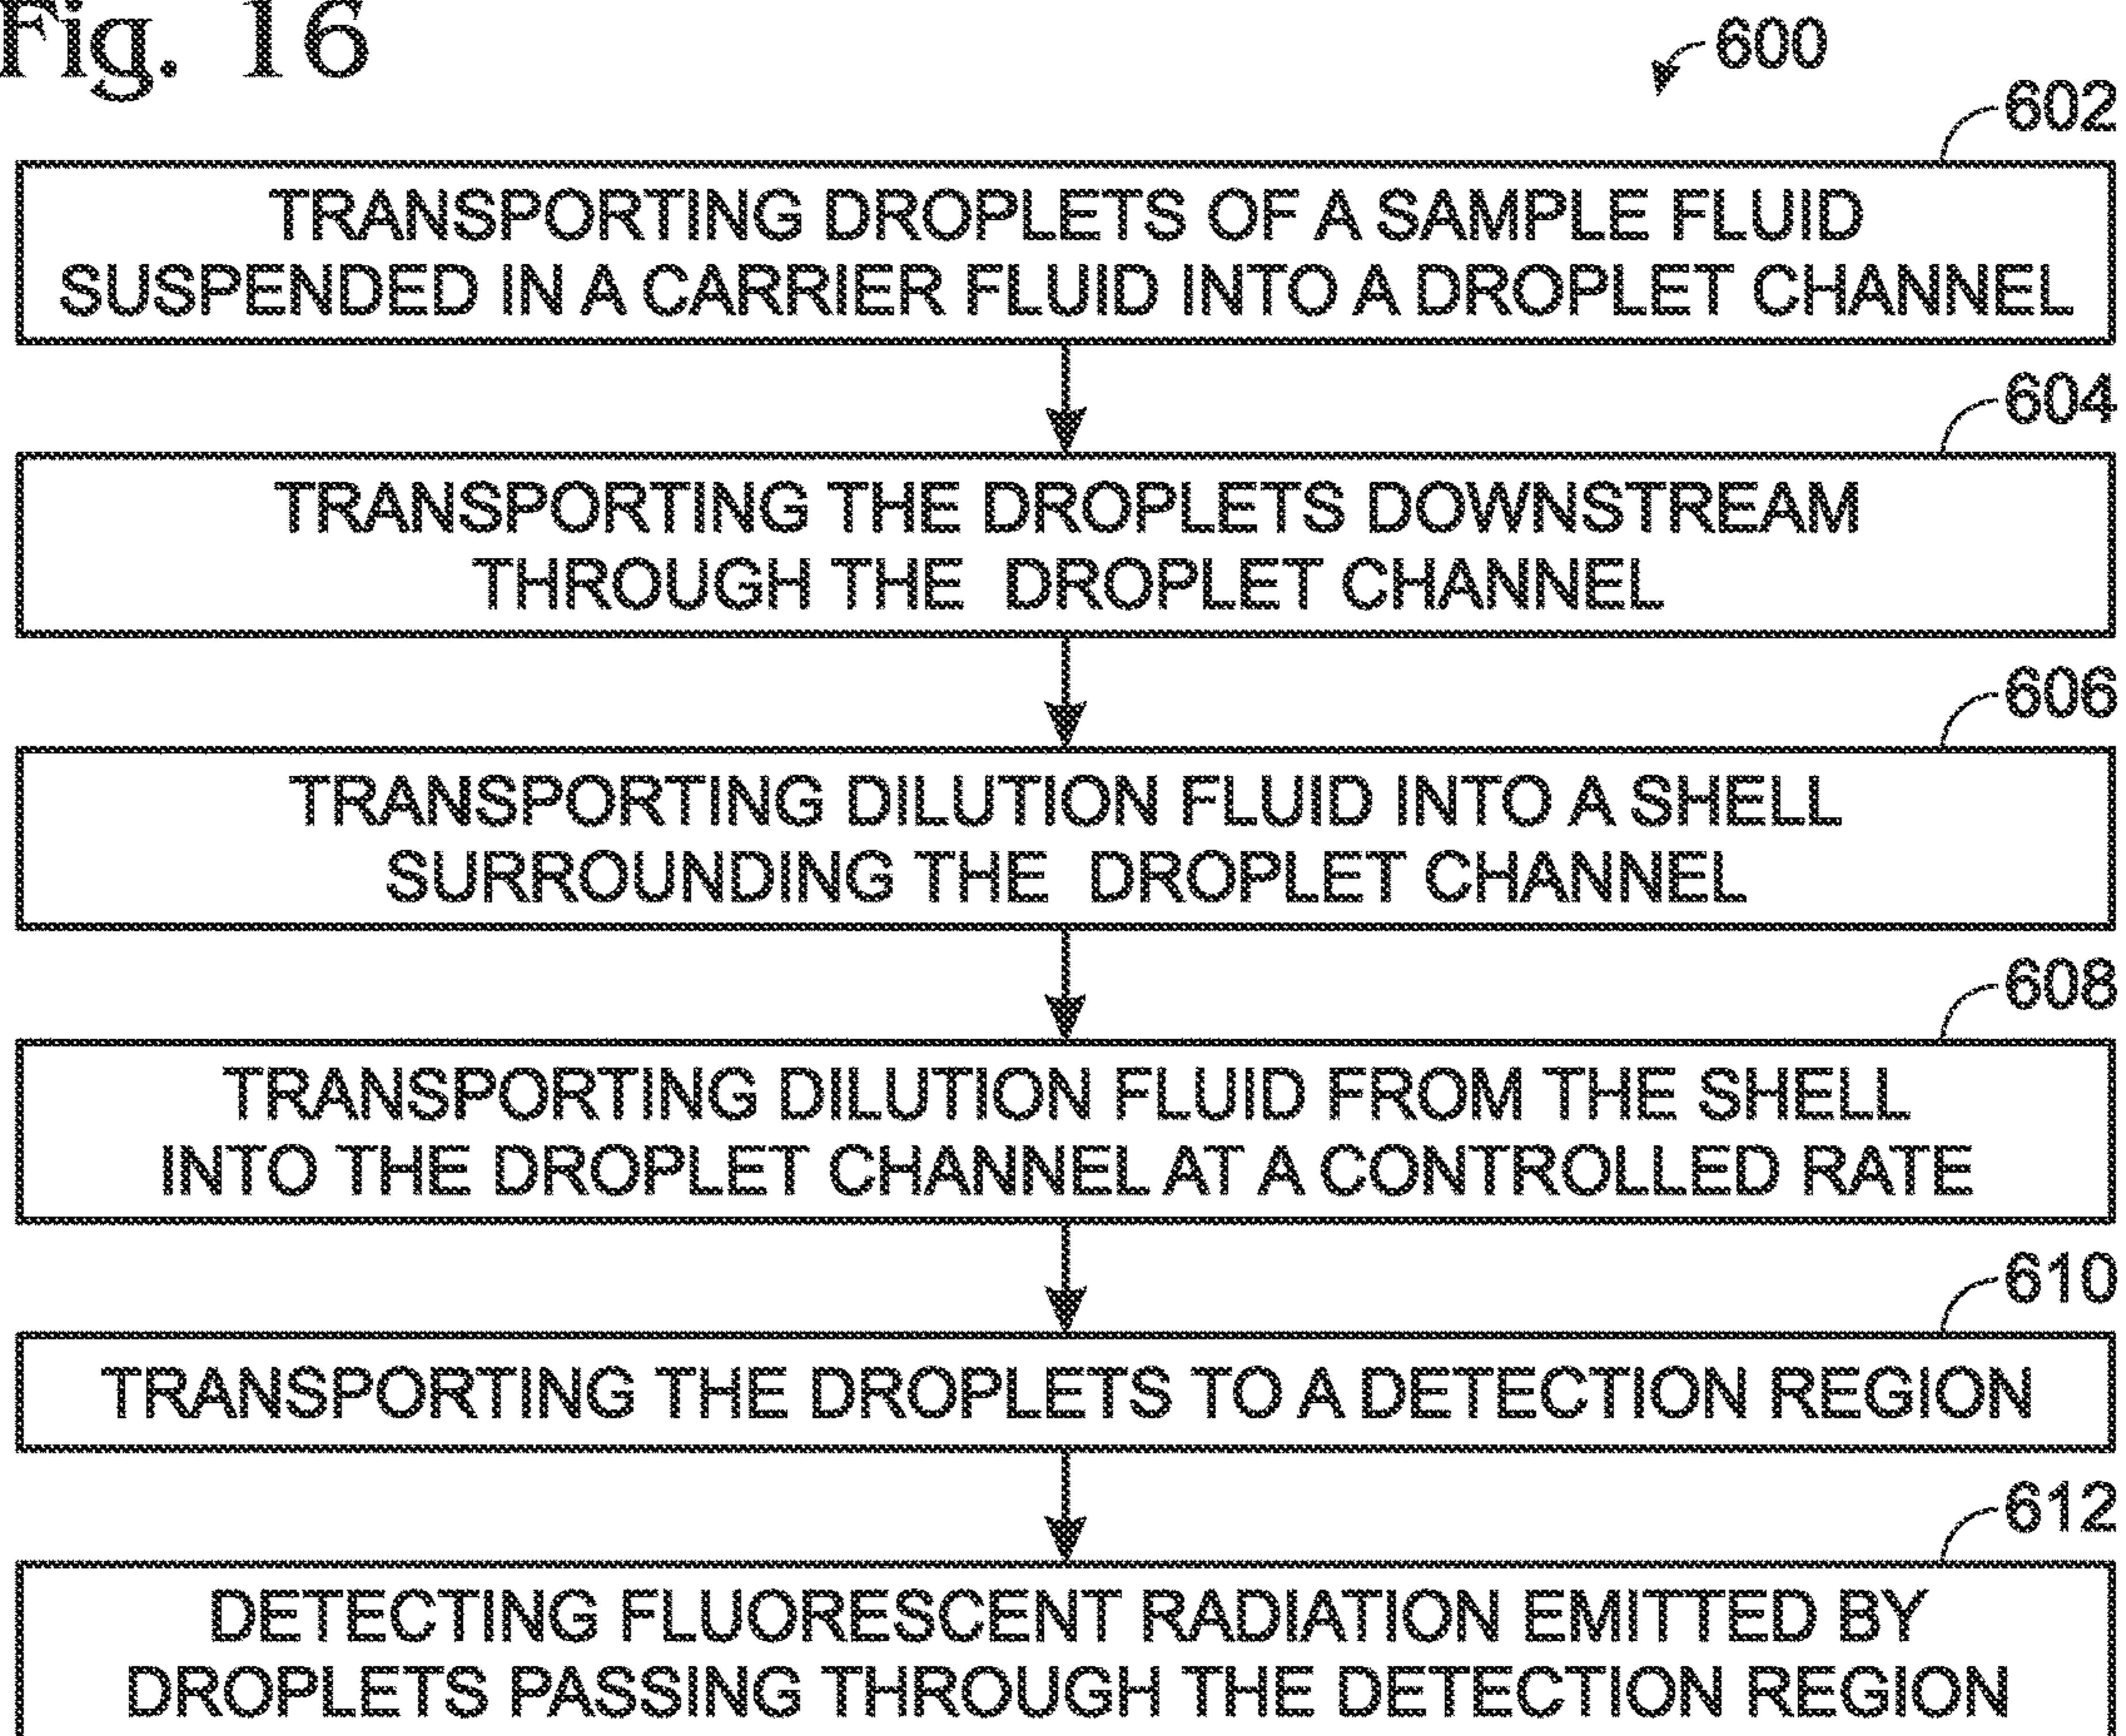 Fig. 16
600
602
TRANSPORTING DROPLETS OF A SAMPLE FLUID
SUSPENDED IN A CARRIER FLUID INTO A DROPLET CHANNEL
604
TRANSPORTING THE DROPLETS DOWNSTREAM
THROUGH THE DROPLET CHANNEL
606
TRANSPORTING DILUTION FLUID INTO A SHELL
SURROUNDING THE DROPLET CHANNEL
608
TRANSPORTING DILUTION FLUID FROM THE SHELL
INTO THE DROPLET CHANNEL AT A CONTROLLED RATE
610
TRANSPORTING THE DROPLETS TO A DETECTION REGION
612
DETECTING FLUORESCENT RADIATION EMITTED BY
DROPLETS PASSING THROUGH THE DETECTION REGION